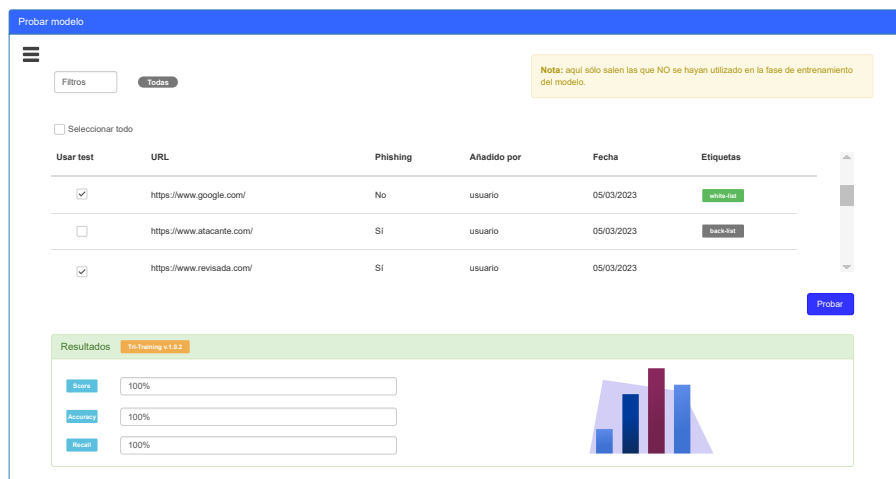 Probar modelo
Filtros
Todas
Nota: aquí sólo salen las que NO se hayan utilizado en la fase de entrenamiento
del modelo.
Seleccionar todo
Usar test URL Phishing Añadido por Fecha Etiquetas
https://www.google.com/ No usuario 05/03/2023 white-list
https://www.atacante.com/ Sí usuario 05/03/2023 back-list
https://www.revisada.com/ Sí usuario 05/03/2023
Probar
Resultados Tri-Training v.1.0.2
Score 100%
Accuracy 100%
Recall 100%